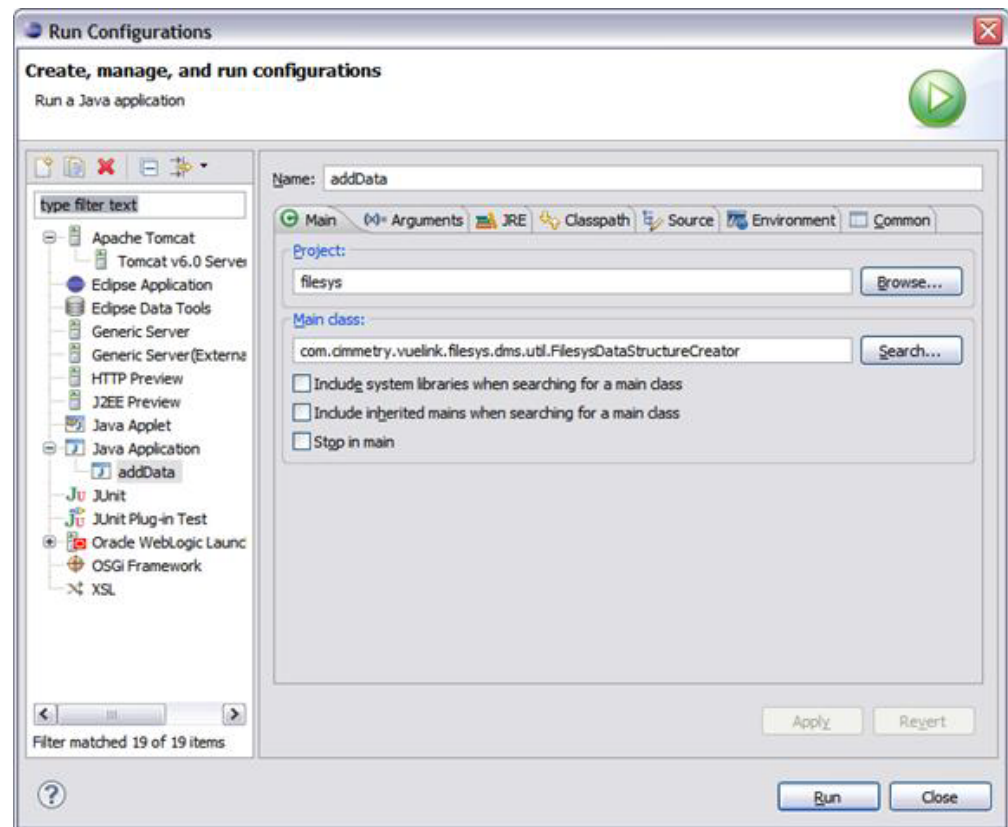 Run Configurations
Create, manage, and run configurations
Run a Java application
type filter text
Apache Tomcat
Tomcat v6.0 Server
Eclipse Application
Eclipse Data Tools
Generic Server
Generic Server(Externa
HTTP Preview
J2EE Preview
Java Applet
Java Application
addData
Ju JUnit
JUnit Plug-in Test
Oracle WebLogic Launc
OSGi Framework
XSL
Filter matched 19 of 19 items
Name: addData
Main (x)= Arguments JRE Classpath Source Environment Common
Project:
filesys
Browse...
Main class:
com.cimmetry.vuelink.filesys.dms.util.FilesysDataStructureCreator
Search...
Include system libraries when searching for a main class
Include inherited mains when searching for a main class
Stop in main
Apply Revert
? Run Close